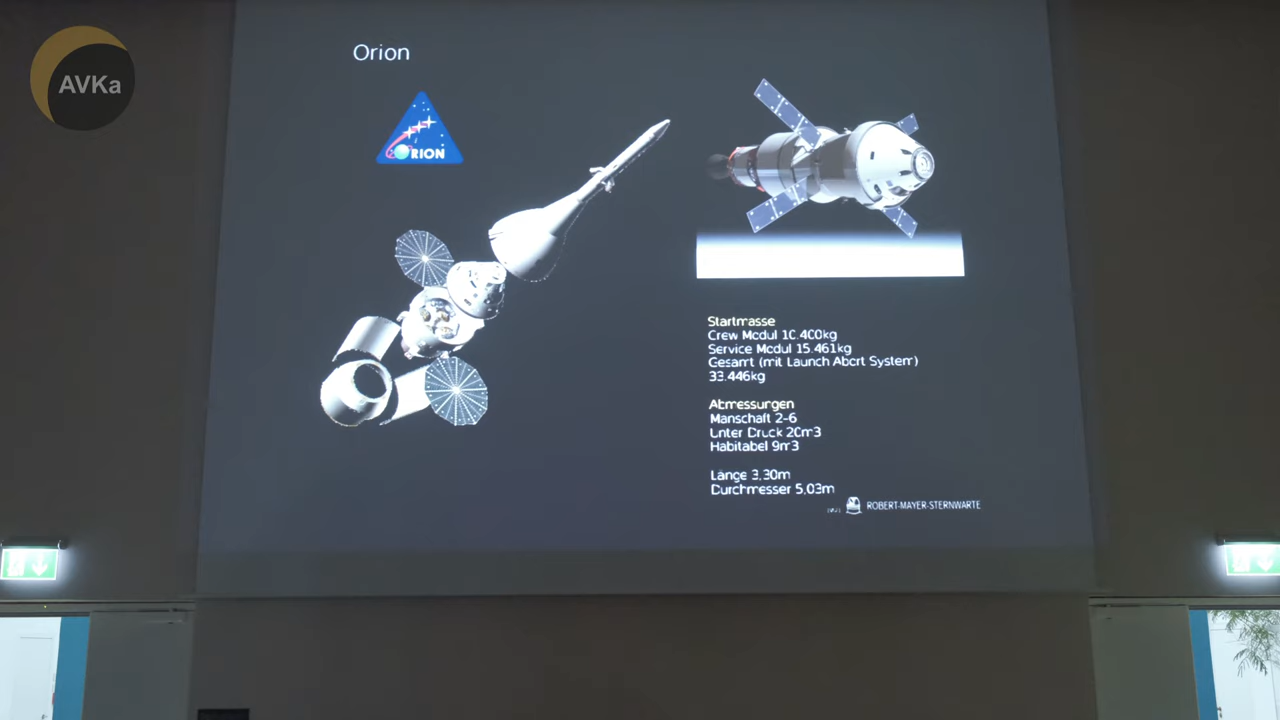 AVKa
Orion
ORION
Startmasse
Crew Modul 10.400kg
Service Modul 15.461kg
Gesamt (mit Launch Abort System)
33.446kg
Abmessungen
Manschaft 2-6
Unter Druck 20m3
Habitabel 9m3
Länge 3,30m
Durchmesser 5,03m
ROBERT-MAYER-STERNWARTE